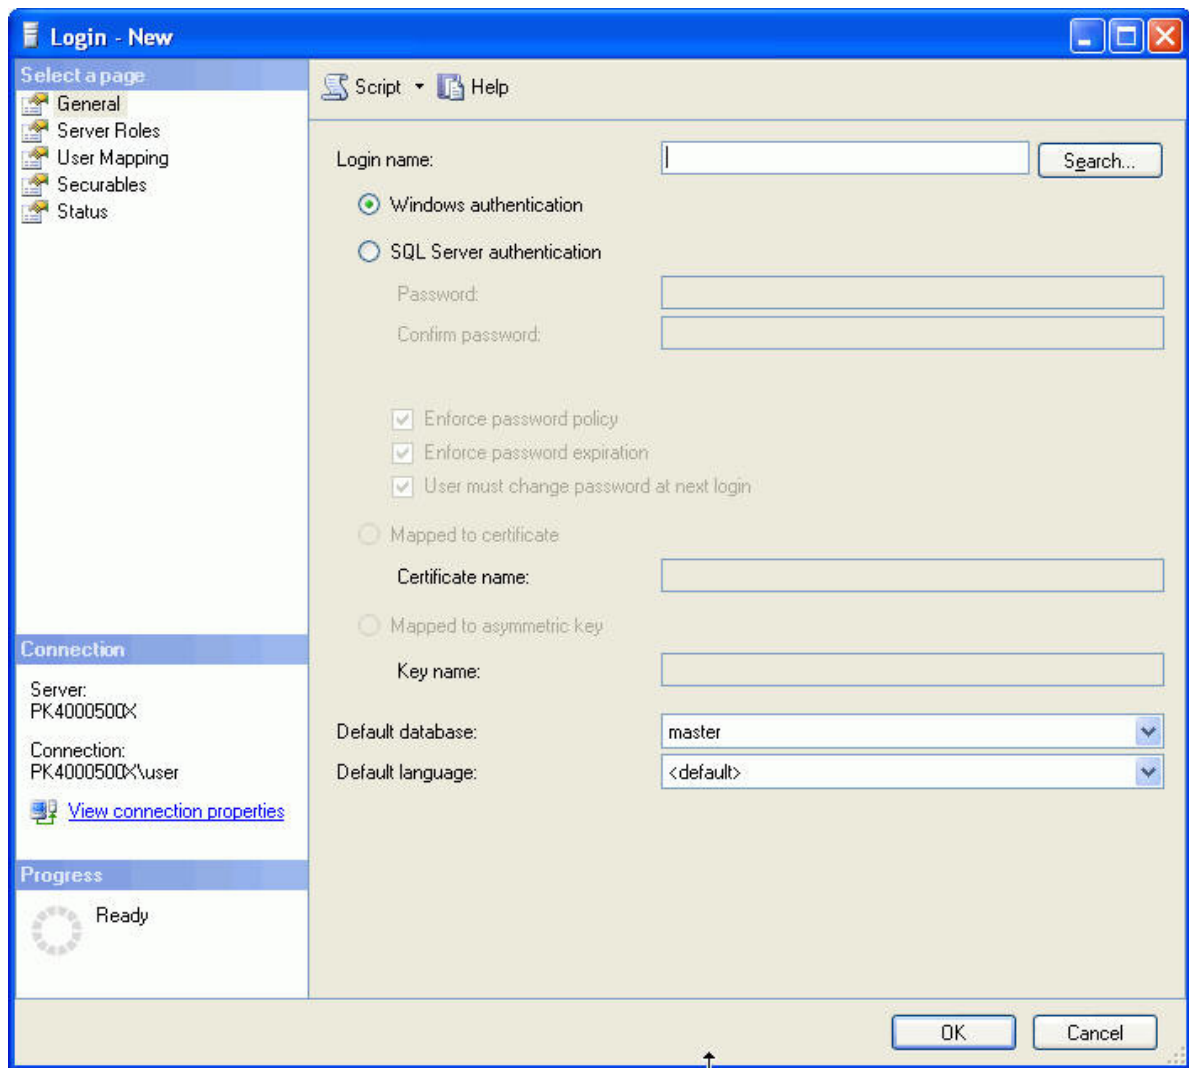 Login - New
Select a page
General
Server Roles
User Mapping
Securables
Status
Script Help
Login name: Search...
Windows authentication
SQL Server authentication
Password:
Confirm password:
Enforce password policy
Enforce password expiration
User must change password at next login
Mapped to certificate
Certificate name:
Mapped to asymmetric key
Key name:
Default database: master
Default language: <default>
Connection
Server:
PK4000500X
Connection:
PK4000500X\user
View connection properties
Progress
Ready
OK Cancel